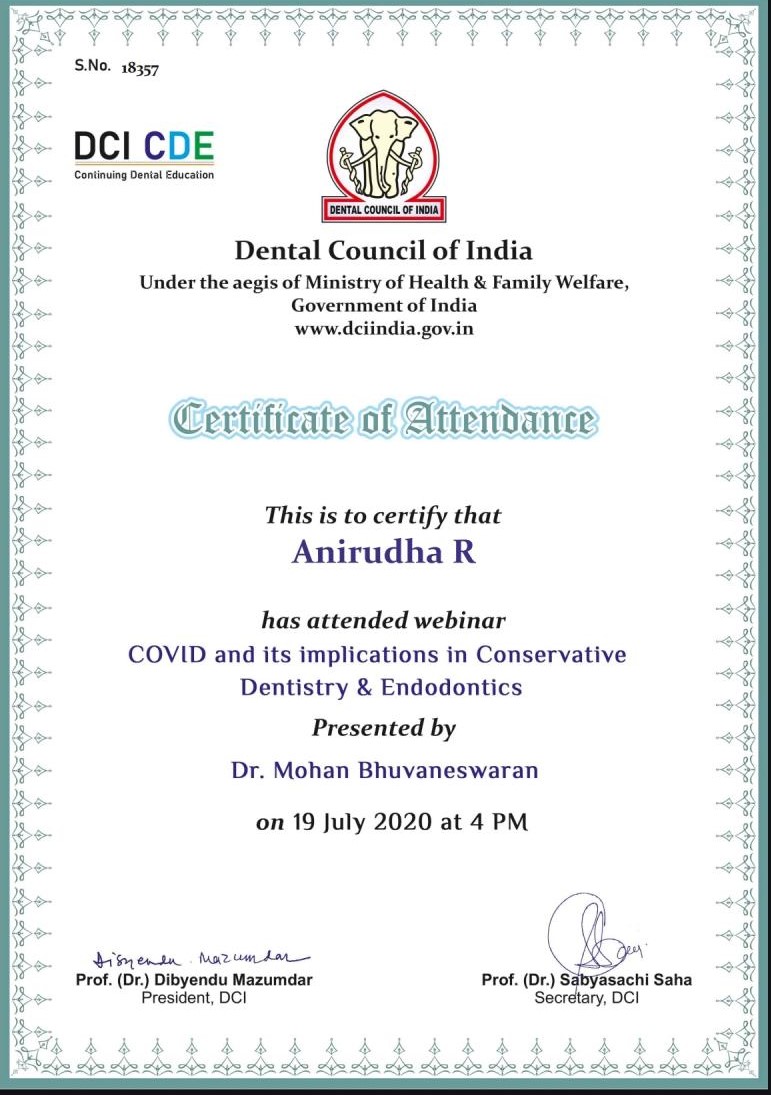 S.No. 18357
DCI CDE
Continuing Dental Education
DENTAL COUNCIL OF INDIA
Dental Council of India
Under the aegis of Ministry of Health & Family Welfare,
Government of India
www.dciindia.gov.in
Certificate of Attendance
This is to certify that
Anirudha R
has attended webinar
COVID and its implications in Conservative
Dentistry & Endodontics
Presented by
Dr. Mohan Bhuvaneswaran
on 19 July 2020 at 4 PM
Dibyendu Mazumdar
Prof. (Dr.) Dibyendu Mazumdar
President, DCI
Prof. (Dr.) Sabyasachi Saha
Secretary, DCI